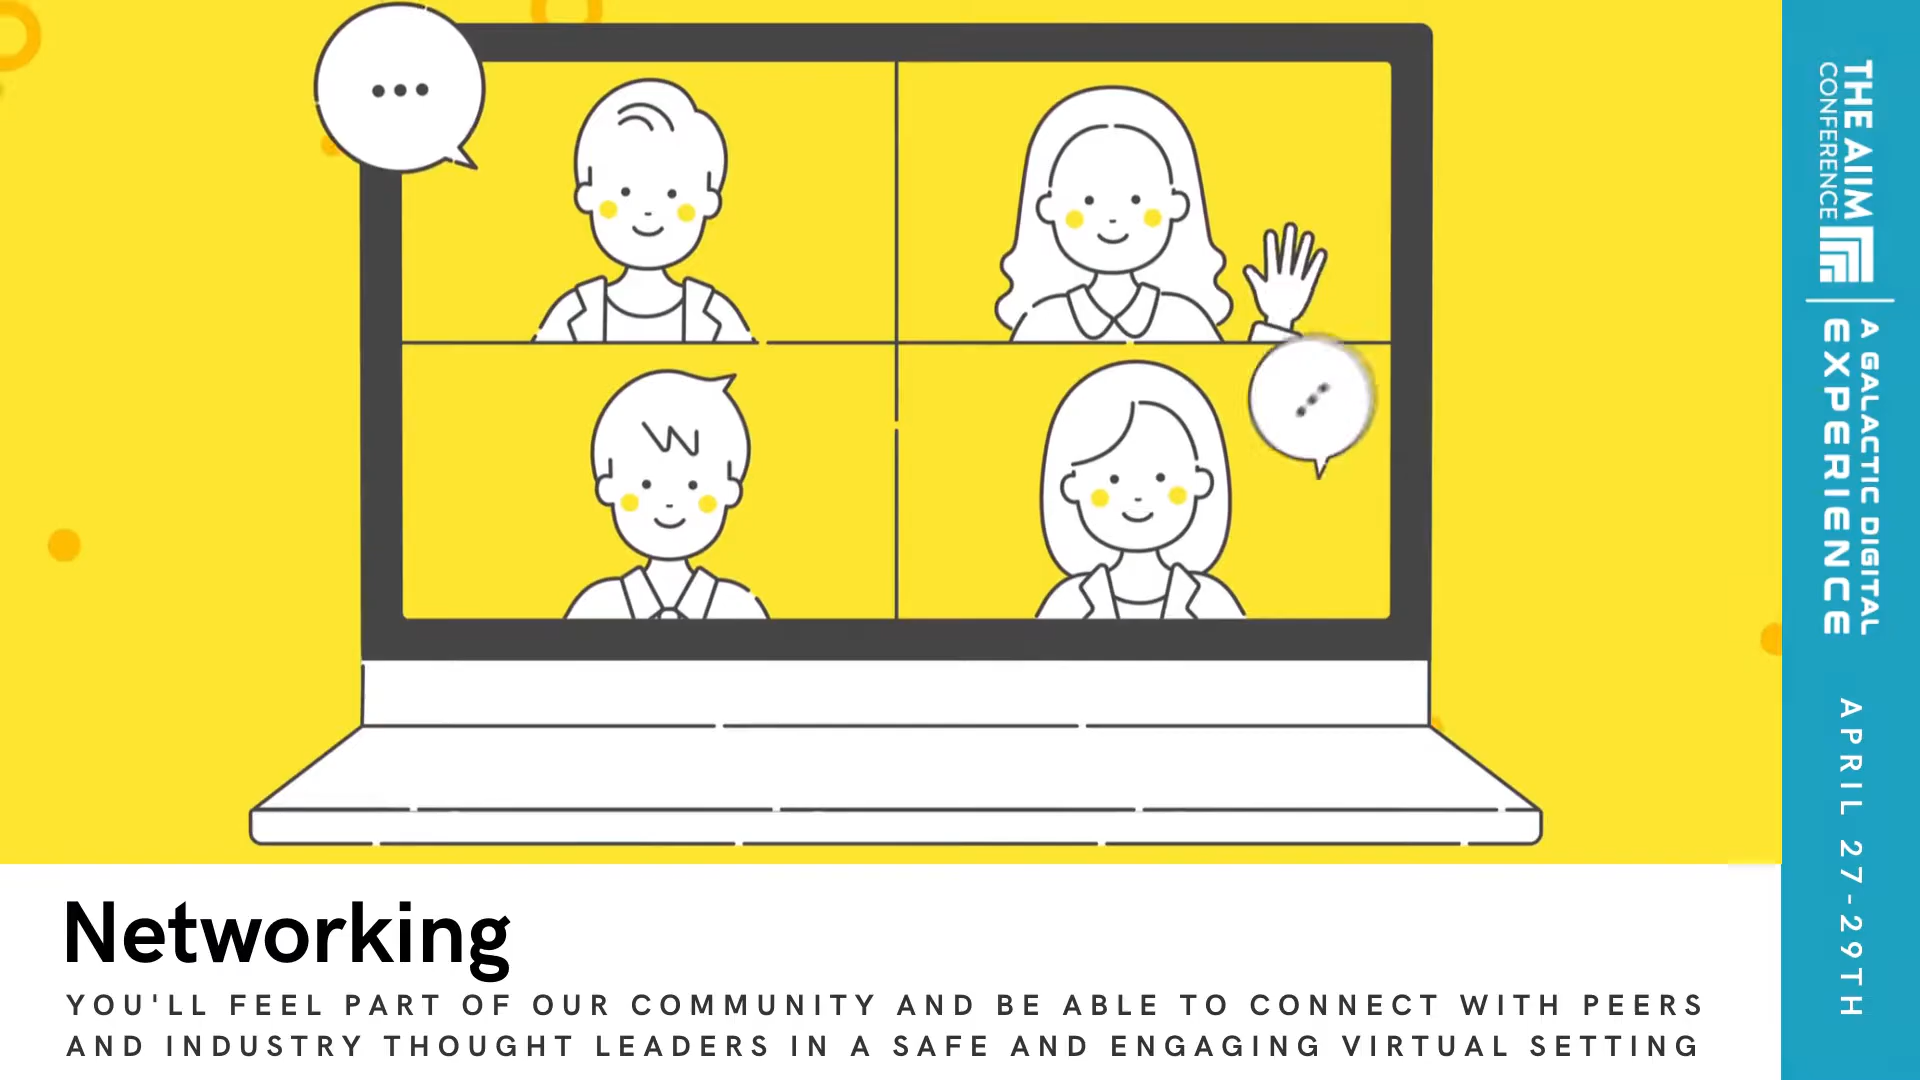 Networking
YOU'LL FEEL PART OF OUR COMMUNITY AND BE ABLE TO CONNECT WITH PEERS
AND INDUSTRY THOUGHT LEADERS IN A SAFE AND ENGAGING VIRTUAL SETTING
THE AIIM
CONFERENCE
A GALACTIC DIGITAL
EXPERIENCE
APRIL 27-29TH